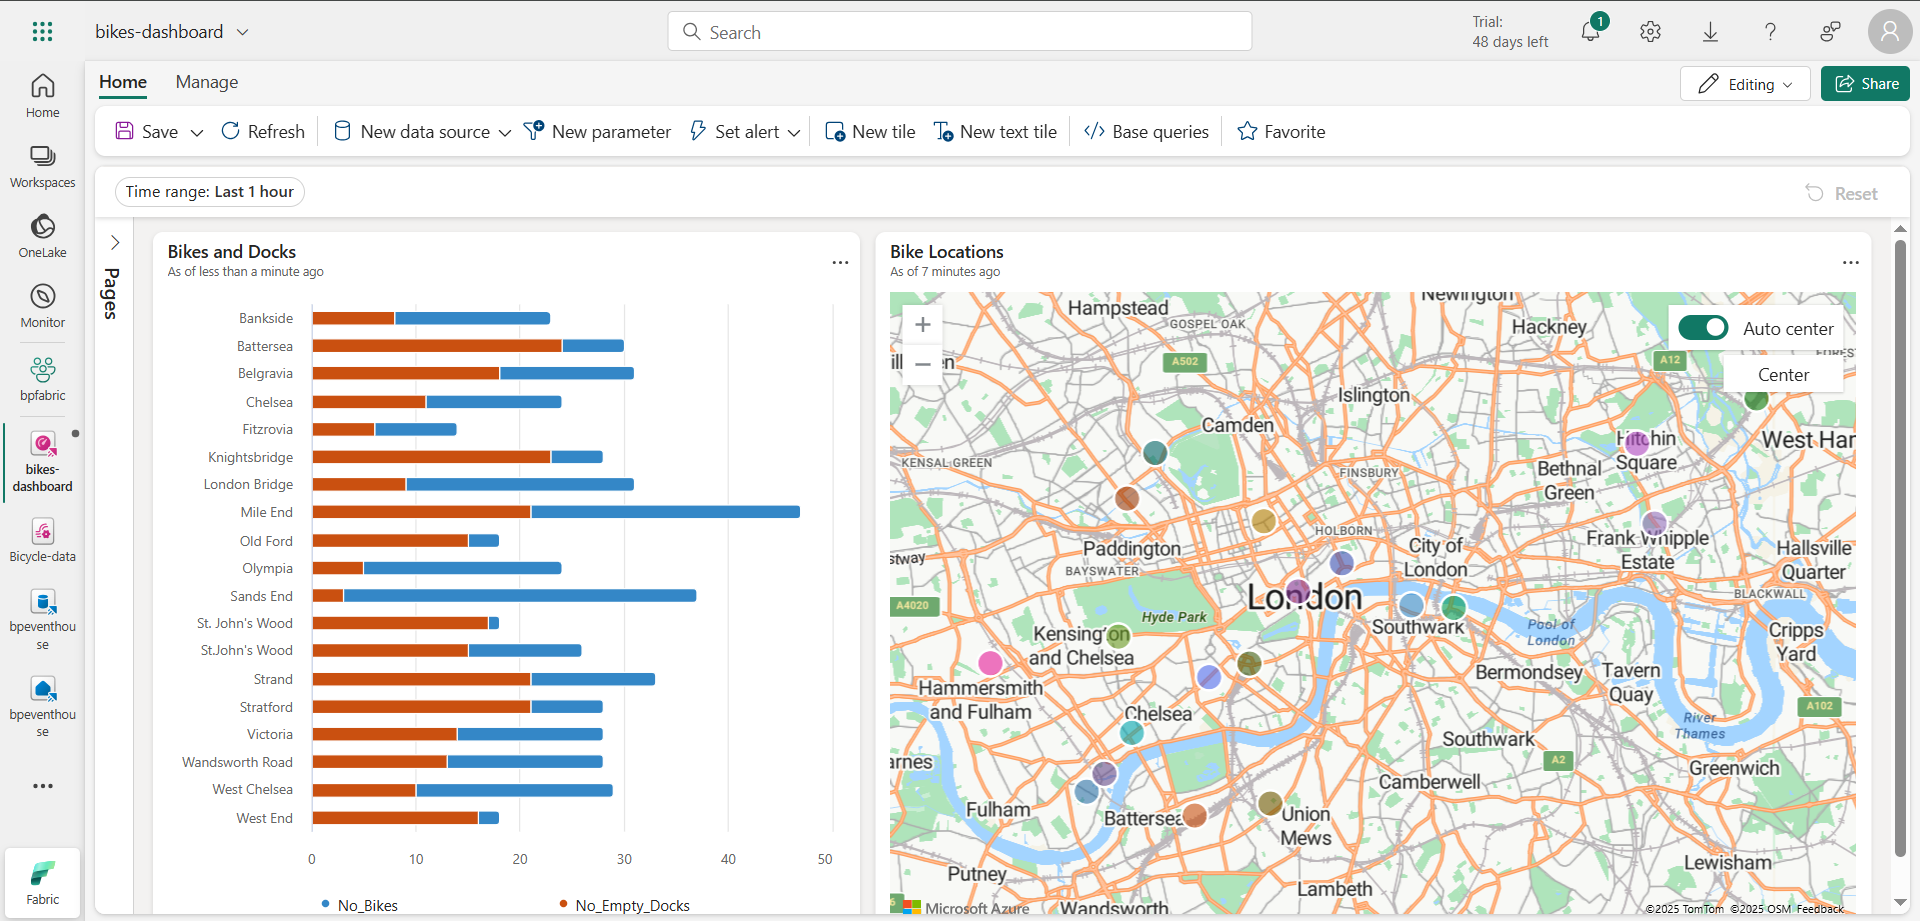 bikes-dashboard
Search
Trial:
48 days left
1
Home
Manage
Editing
Share
Save
Refresh
New data source
New parameter
Set alert
New tile
New text tile
Base queries
Favorite
Time range: Last 1 hour
Reset
Home
Workspaces
OneLake
Monitor
bpfabric
bikes-
dashboard
Bicycle-data
bpeventhou
se
bpeventhou
se
Fabric
Pages
Bikes and Docks
As of less than a minute ago
Bankside
Battersea
Belgravia
Chelsea
Fitzrovia
Knightsbridge
London Bridge
Mile End
Old Ford
Olympia
Sands End
St. John's Wood
St.John's Wood
Strand
Stratford
Victoria
Wandsworth Road
West Chelsea
West End
0 10 20 30 40 50
No_Bikes No_Empty_Docks
Bike Locations
As of 7 minutes ago
Auto center
Center
Newington
Hampstead
GOSPEL OAK
Hackney
A502
A12
Islington
Camden
Hitchin
Square
West Har
KENSAL GREEN
FINSBURY
Bethnal
Green
HOLBORN
Paddington
City of
London
Frank Whipple
Estate
Hallsville
Quarter
stway
BAYSWATER
BLACKWALL
A4020
London
Hyde Park
Southwark
Pool of
London
Cripps
Yard
Kensington
and Chelsea
Bermondsey
Tavern
Quay
Hammersmith
and Fulham
Chelsea
River
Thames
A102
Southwark
A2
Greenwich
arnes
Camberwell
Fulham
Battersea
Union
Mews
Putney
Lewisham
Lambeth
Wandsworth
Microsoft Azure
©2025 TomTom ©2025 OSM Feedback